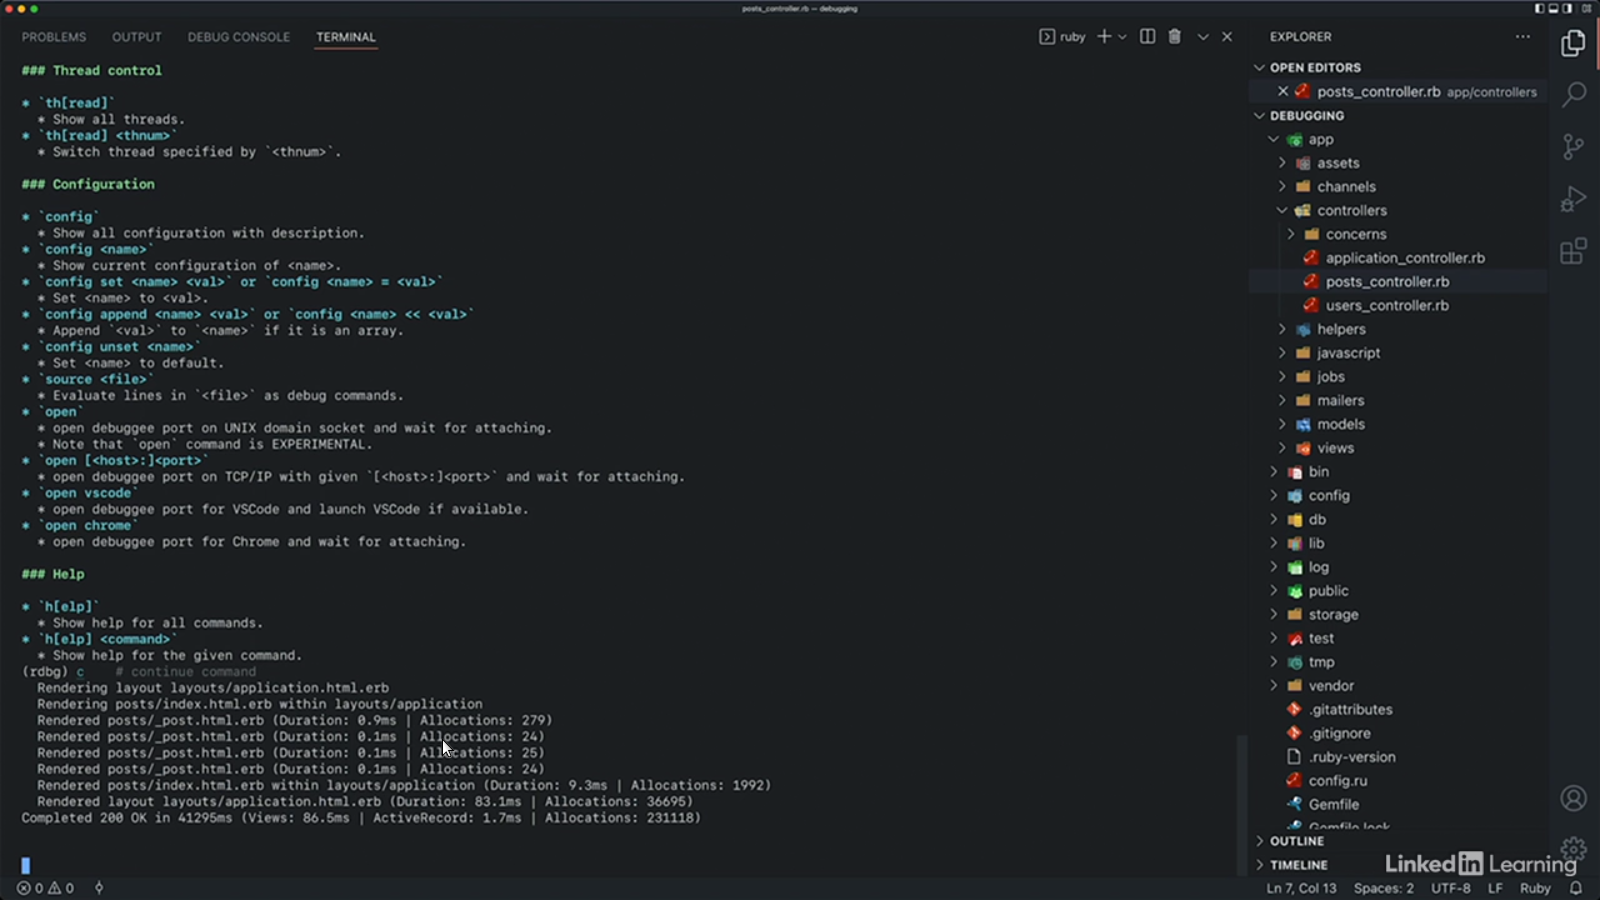 posts_controller.rb — debugging
PROBLEMS OUTPUT DEBUG CONSOLE TERMINAL
ruby
### Thread control
* `th[read]`
* Show all threads.
* `th[read] <thnum>`
* Switch thread specified by `<thnum>`.
### Configuration
* `config`
* Show all configuration with description.
* `config <name>`
* Show current configuration of <name>.
* `config set <name> <val>` or `config <name> = <val>`
* Set <name> to <val>.
* `config append <name> <val>` or `config <name> << <val>`
* Append `<val>` to `<name>` if it is an array.
* `config unset <name>`
* Set <name> to default.
* `source <file>`
* Evaluate lines in `<file>` as debug commands.
* `open`
* open debuggee port on UNIX domain socket and wait for attaching.
* Note that `open` command is EXPERIMENTAL.
* `open [<host>:]<port>`
* open debuggee port on TCP/IP with given `[<host>:]<port>` and wait for attaching.
* `open vscode`
* open debuggee port for VSCode and launch VSCode if available.
* `open chrome`
* open debuggee port for Chrome and wait for attaching.
### Help
* `h[elp]`
* Show help for all commands.
* `h[elp] <command>`
* Show help for the given command.
(rdbg) c # continue command
Rendering layout layouts/application.html.erb
Rendering posts/index.html.erb within layouts/application
Rendered posts/_post.html.erb (Duration: 0.9ms | Allocations: 279)
Rendered posts/_post.html.erb (Duration: 0.1ms | Allocations: 24)
Rendered posts/_post.html.erb (Duration: 0.1ms | Allocations: 25)
Rendered posts/_post.html.erb (Duration: 0.1ms | Allocations: 24)
Rendered posts/index.html.erb within layouts/application (Duration: 9.3ms | Allocations: 1992)
Rendered layout layouts/application.html.erb (Duration: 83.1ms | Allocations: 36695)
Completed 200 OK in 41295ms (Views: 86.5ms | ActiveRecord: 1.7ms | Allocations: 231118)
EXPLORER
OPEN EDITORS
posts_controller.rb app/controllers
DEBUGGING
app
assets
channels
controllers
concerns
application_controller.rb
posts_controller.rb
users_controller.rb
helpers
javascript
jobs
mailers
models
views
bin
config
db
lib
log
public
storage
test
tmp
vendor
.gitattributes
.gitignore
.ruby-version
config.ru
Gemfile
Gemfile.lock
OUTLINE
TIMELINE
LinkedIn Learning
0 0
Ln 7, Col 13 Spaces: 2 UTF-8 LF Ruby